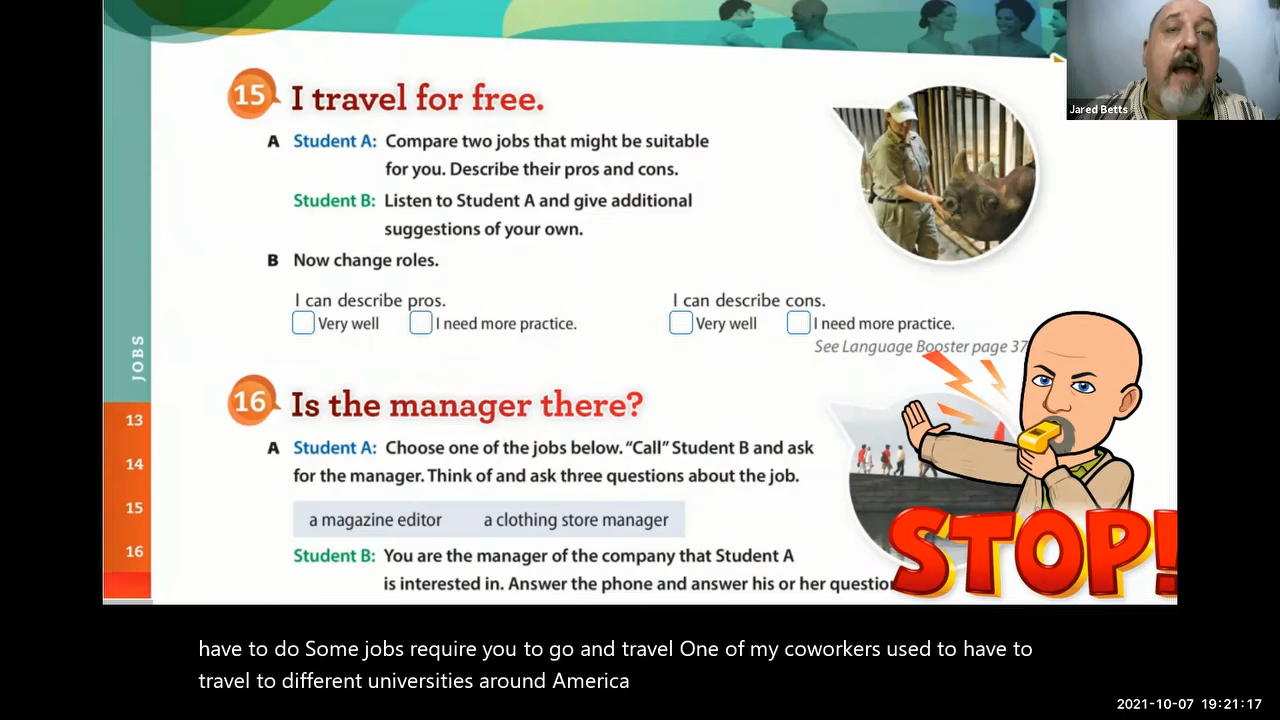 Jared Betts
15 I travel for free.
A Student A: Compare two jobs that might be suitable
for you. Describe their pros and cons.
Student B: Listen to Student A and give additional
suggestions of your own.
B Now change roles.
I can describe pros.
Very well I need more practice.
I can describe cons.
Very well I need more practice.
See Language Booster page 37
JOBS
13
14
15
16
16 Is the manager there?
A Student A: Choose one of the jobs below. “Call” Student B and ask
for the manager. Think of and ask three questions about the job.
a magazine editor a clothing store manager
Student B: You are the manager of the company that Student A
is interested in. Answer the phone and answer his or her
STOP!
have to do Some jobs require you to go and travel One of my coworkers used to have to
travel to different universities around America
2021-10-07 19:21:17